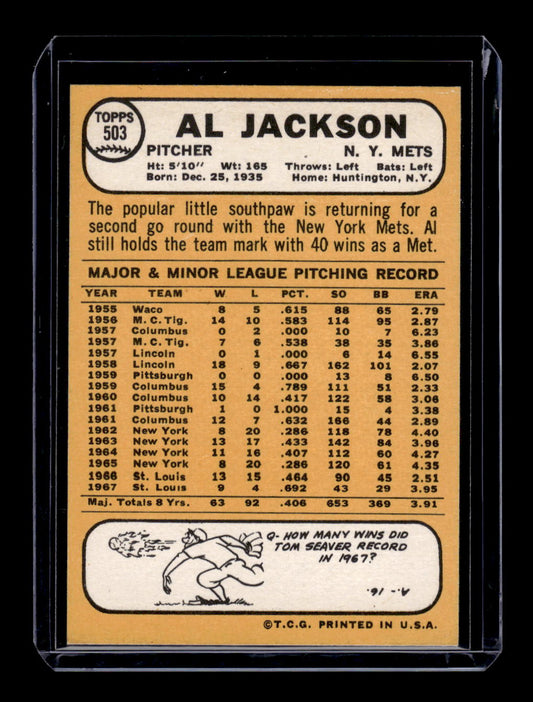 TOPPS
503
AL JACKSON
PITCHER N. Y. METS
Ht: 5'10" Wt: 165 Throws: Left Bats: Left
Born: Dec. 25, 1935 Home: Huntington, N.Y.
The popular little southpaw is returning for a
second go round with the New York Mets. Al
still holds the team mark with 40 wins as a Met.
MAJOR & MINOR LEAGUE PITCHING RECORD
YEAR TEAM W L PCT. SO BB ERA
1955 Waco 8 5 .615 88 65 2.79
1956 M. C. Tig. 14 10 .583 114 95 2.87
1957 Columbus 0 2 .000 10 7 6.23
1957 M. C. Tig. 7 6 .538 38 35 3.86
1957 Lincoln 0 1 .000 6 14 6.55
1958 Lincoln 18 9 .667 162 101 2.07
1959 Pittsburgh 0 0 .000 13 8 6.50
1959 Columbus 15 4 .789 111 51 2.33
1960 Columbus 10 14 .417 122 58 3.06
1961 Pittsburgh 1 0 1.000 15 4 3.38
1961 Columbus 12 7 .632 166 44 2.89
1962 New York 8 20 .286 118 78 4.40
1963 New York 13 17 .433 142 84 3.96
1964 New York 11 16 .407 112 60 4.27
1965 New York 8 20 .286 120 61 4.35
1966 St. Louis 13 15 .464 90 45 2.51
1967 St. Louis 9 4 .692 43 29 3.95
Maj. Totals 8 Yrs. 63 92 .406 653 369 3.91
Q- HOW MANY WINS DID
TOM SEAVER RECORD
IN 1967?
A- 16.
©T.C.G. PRINTED IN U.S.A.